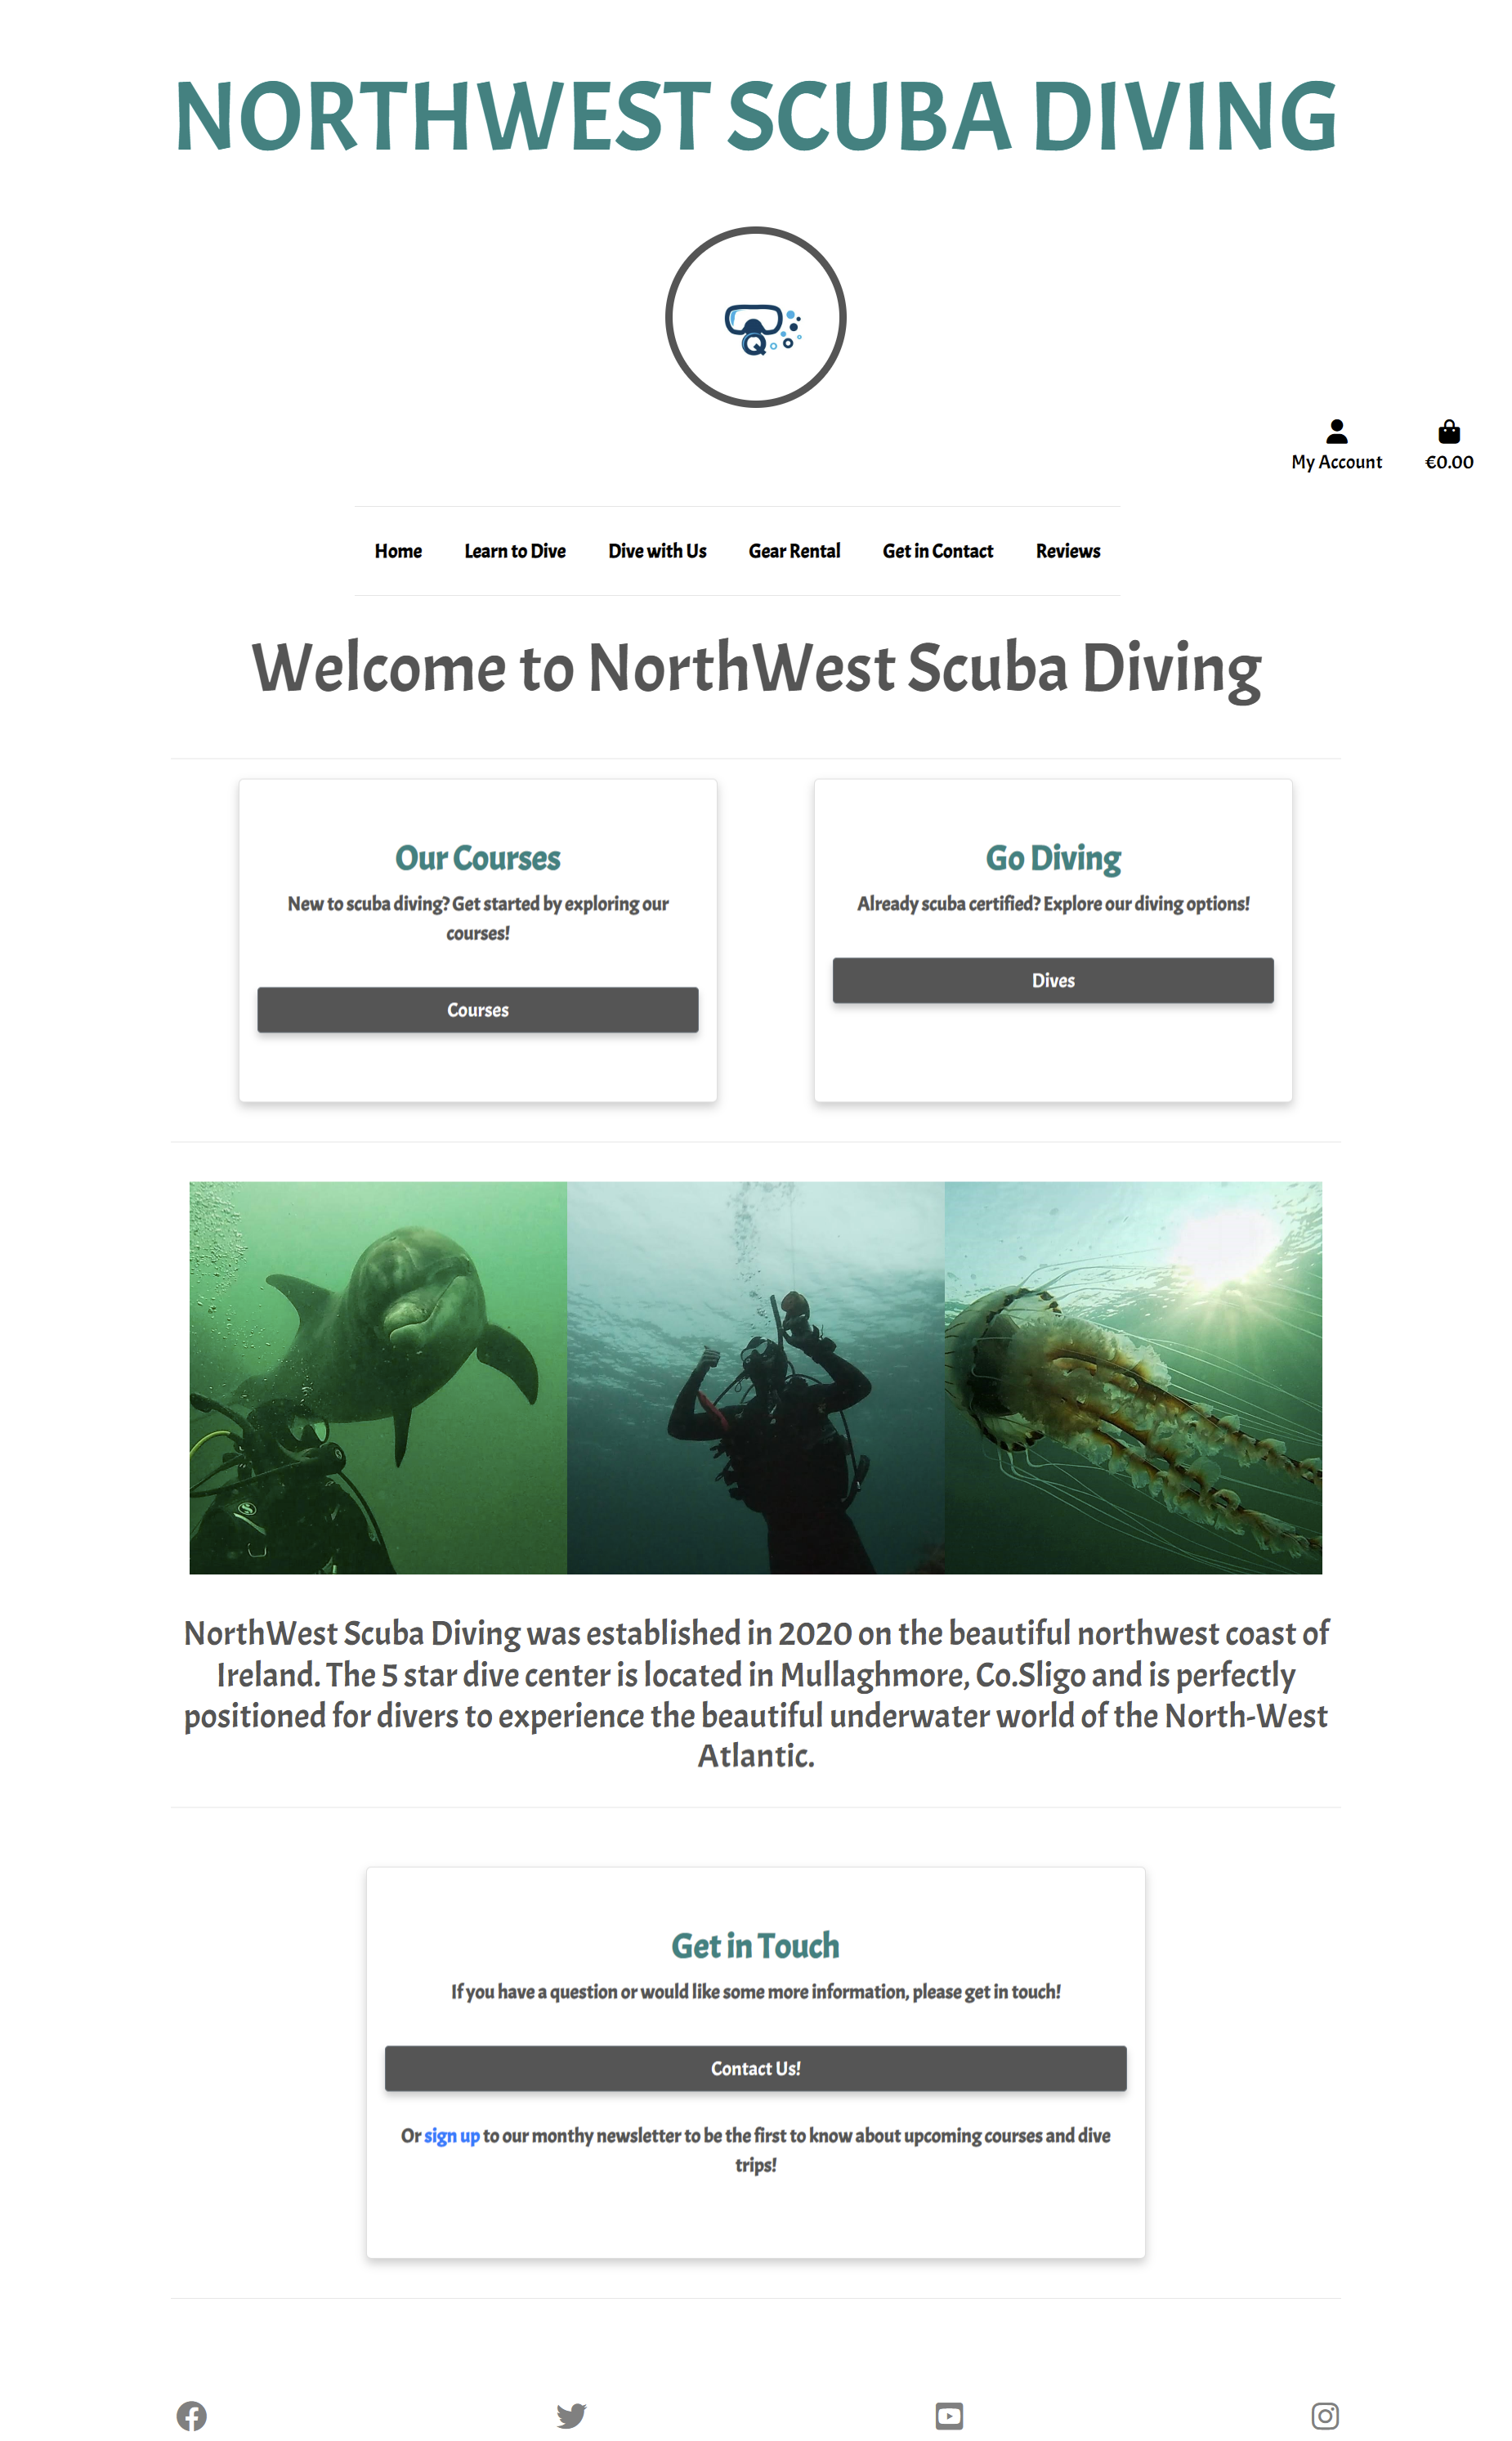 NORTHWEST SCUBA DIVING
Q
My Account
€0.00
Home Learn to Dive Dive with Us Gear Rental Get in Contact Reviews
Welcome to NorthWest Scuba Diving
Our Courses
New to scuba diving? Get started by exploring our
courses!
Courses
Go Diving
Already scuba certified? Explore our diving options!
Dives
NorthWest Scuba Diving was established in 2020 on the beautiful northwest coast of
Ireland. The 5 star dive center is located in Mullaghmore, Co.Sligo and is perfectly
positioned for divers to experience the beautiful underwater world of the North-West
Atlantic.
Get in Touch
If you have a question or would like some more information, please get in touch!
Contact Us!
Or sign up to our monthy newsletter to be the first to know about upcoming courses and dive
trips!